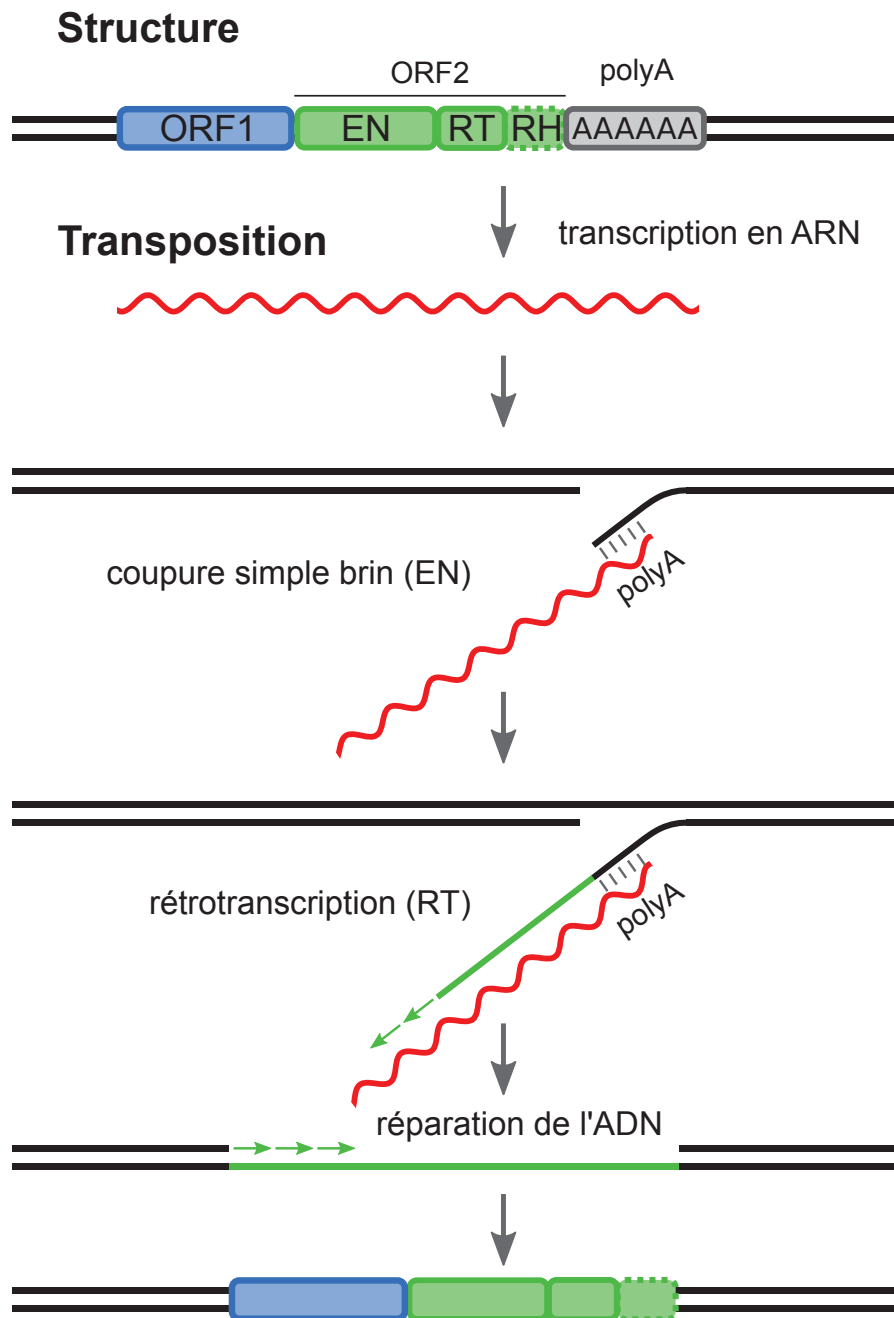 Structure
ORF2 polyA
ORF1 EN RT RH AAAAAA
transcription en ARN
Transposition
coupure simple brin (EN)
polyA
rétrotranscription (RT)
polyA
réparation de l'ADN